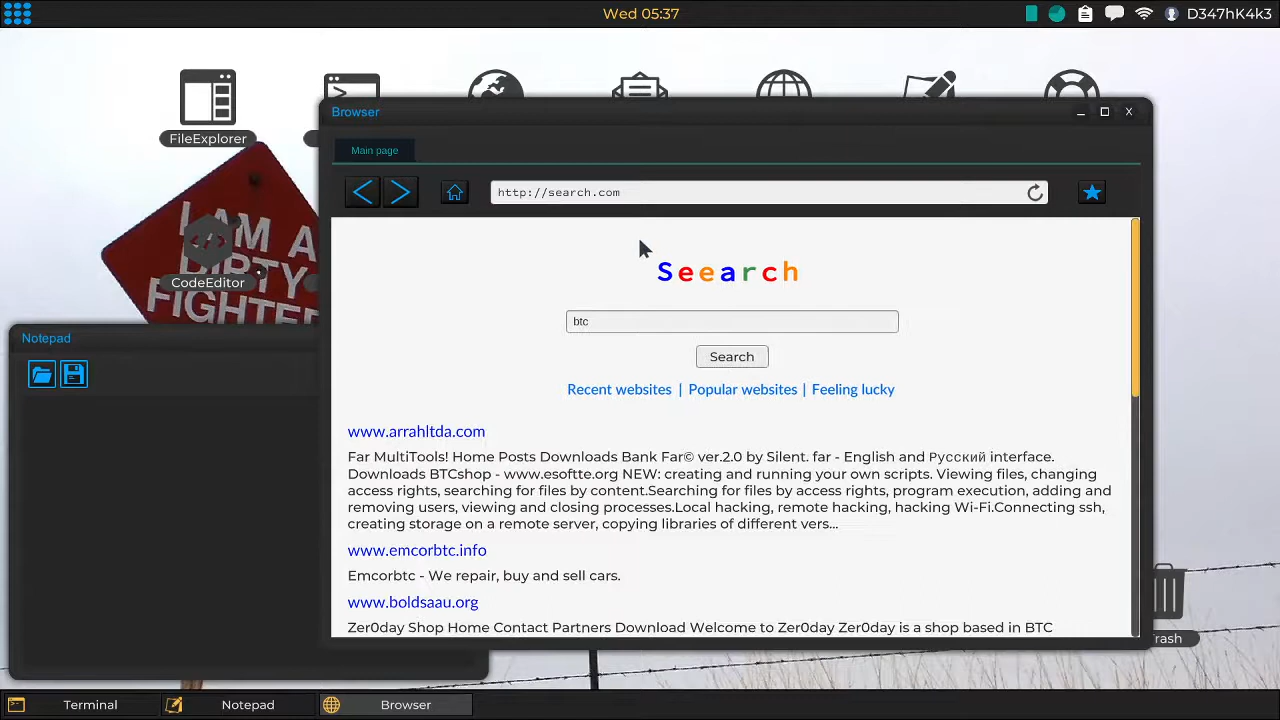 Wed 05:37
D347hK4k3
FileExplorer
Browser
Main page
http://search.com
I AM A
DIRTY
FIGHTER
CodeEditor
Seearch
btc
Search
Recent websites | Popular websites | Feeling lucky
www.arrahltda.com
Far MultiTools! Home Posts Downloads Bank Far© ver.2.0 by Silent. far - English and Русский interface.
Downloads BTCshop - www.esoftte.org NEW: creating and running your own scripts. Viewing files, changing
access rights, searching for files by content.Searching for files by access rights, program execution, adding and
removing users, viewing and closing processes.Local hacking, remote hacking, hacking Wi-Fi.Connecting ssh,
creating storage on a remote server, copying libraries of different vers...
www.emcorbtc.info
Emcorbtc - We repair, buy and sell cars.
www.boldsaau.org
Zer0day Shop Home Contact Partners Download Welcome to Zer0day Zer0day is a shop based in BTC
Notepad
Trash
Terminal
Notepad
Browser